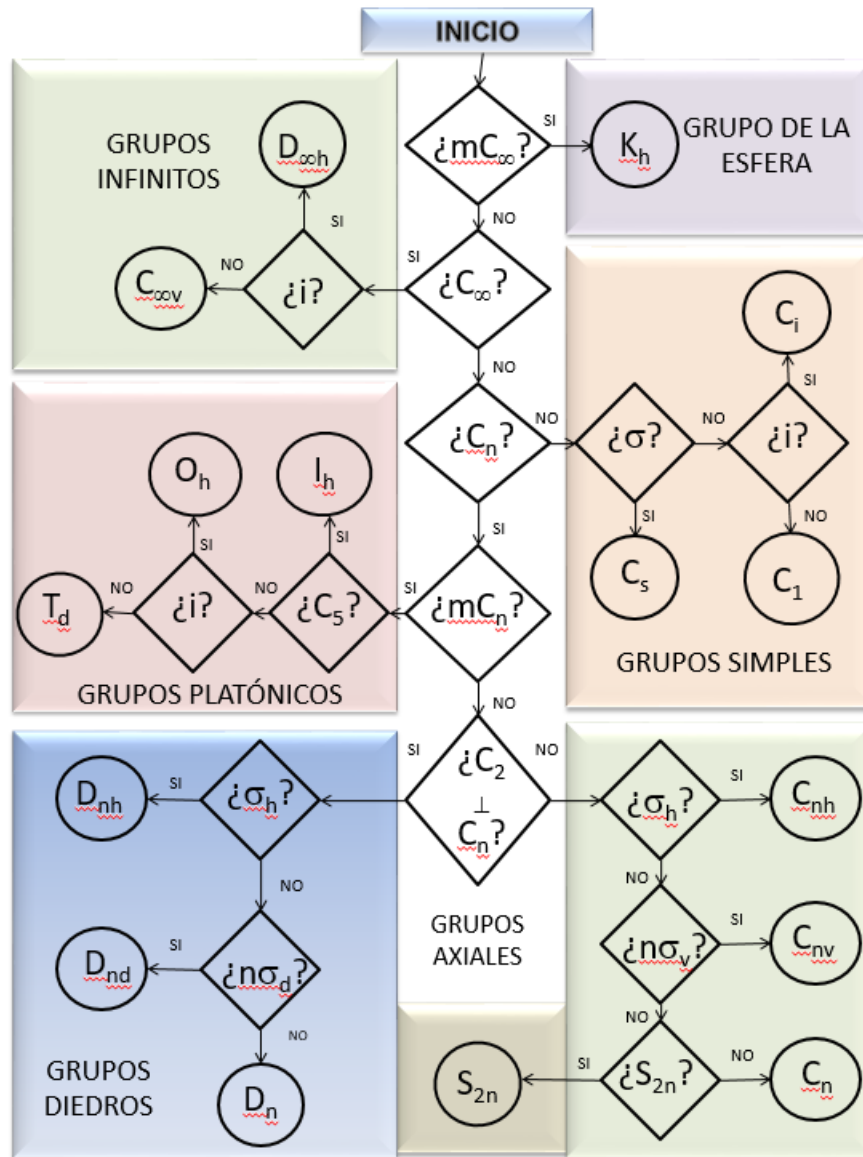 INICIO
¿mC∞?
SI
K_h
GRUPO DE LA
ESFERA
NO
GRUPOS
INFINITOS
D∞h
SI
C∞v
NO
¿i?
SI
¿C∞?
NO
¿C_n?
NO
¿σ?
NO
¿i?
SI
C_i
SI
C_s
NO
C_1
GRUPOS SIMPLES
SI
¿mC_n?
SI
¿C_5?
SI
I_h
NO
¿i?
SI
O_h
NO
T_d
GRUPOS PLATÓNICOS
NO
¿C_2
⊥
C_n?
SI
¿σ_h?
SI
D_nh
NO
¿nσ_d?
SI
D_nd
NO
D_n
GRUPOS
DIEDROS
GRUPOS
AXIALES
NO
¿σ_h?
SI
C_nh
NO
¿nσ_v?
SI
C_nv
NO
¿S_2n?
SI
S_2n
NO
C_n